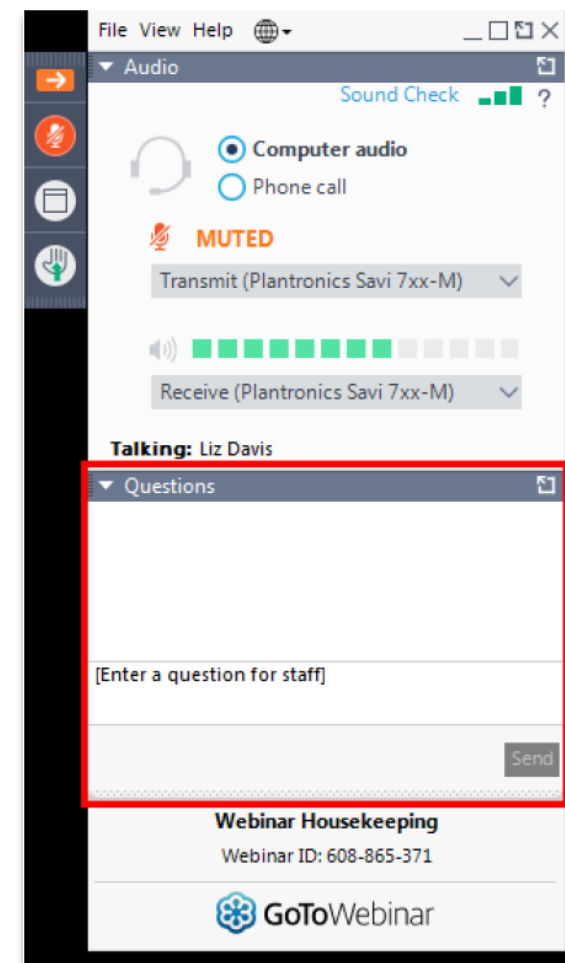 File View Help
Audio
Sound Check ?
Computer audio
Phone call
MUTED
Transmit (Plantronics Savi 7xx-M)
Receive (Plantronics Savi 7xx-M)
Talking: Liz Davis
Questions
[Enter a question for staff]
Send
Webinar Housekeeping
Webinar ID: 608-865-371
GoToWebinar